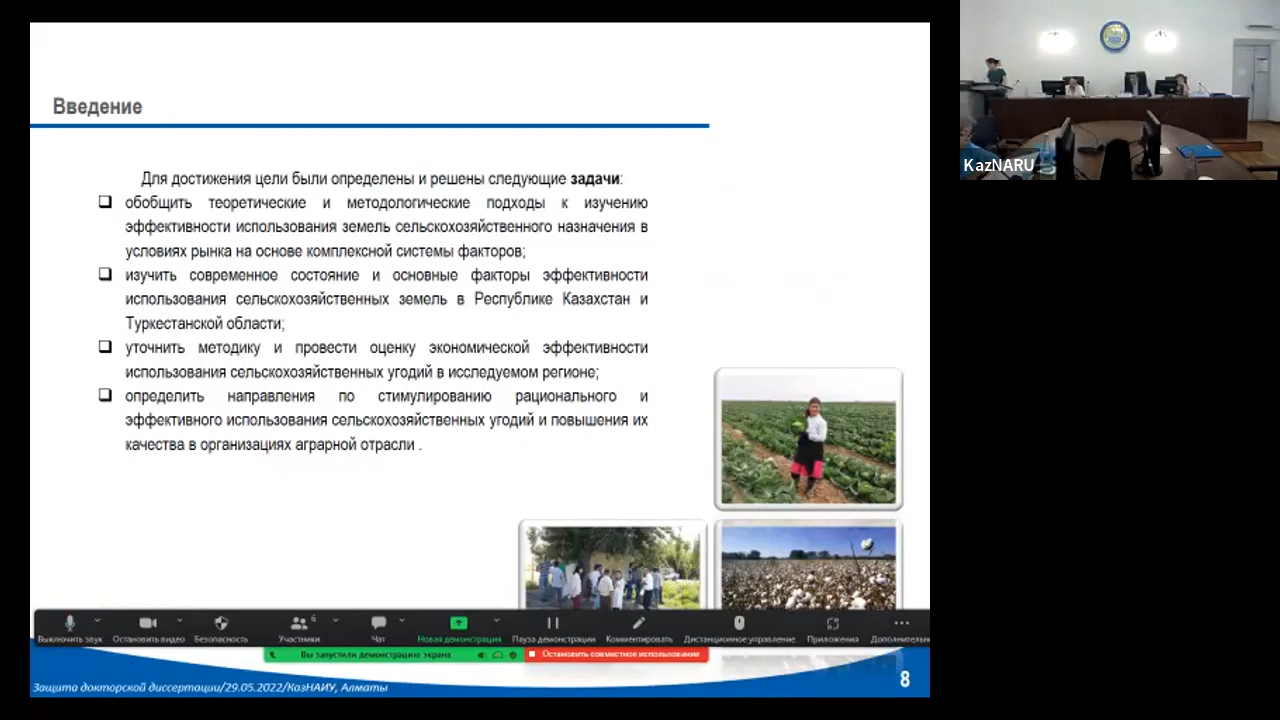 Введение
Для достижения цели были определены и решены следующие задачи:
обобщить теоретические и методологические подходы к изучению
эффективности использования земель сельскохозяйственного назначения в
условиях рынка на основе комплексной системы факторов;
изучить современное состояние и основные факторы эффективности
использования сельскохозяйственных земель в Республике Казахстан и
Туркестанской области;
уточнить методику и провести оценку экономической эффективности
использования сельскохозяйственных угодий в исследуемом регионе;
определить направления по стимулированию рационального и
эффективного использования сельскохозяйственных угодий и повышения их
качества в организациях аграрной отрасли .
KazNARU
6
Выключить звук Остановить видео Безопасность Участники Чат Новая демонстрация Пауза демонстрации Комментировать Дистанционное управление Приложения Дополнительн
Вы запустили демонстрацию экрана Остановить совместное использование
Защита докторской диссертации/29.05.2022/КазНАИУ, Алматы
8